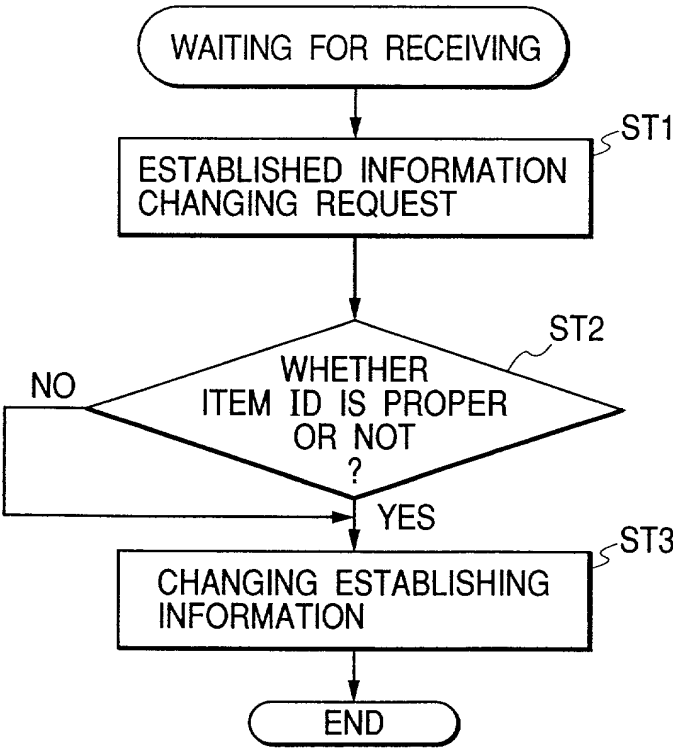 WAITING FOR RECEIVING
ST1
ESTABLISHED INFORMATION
CHANGING REQUEST
ST2
WHETHER
ITEM ID IS PROPER
OR NOT
?
NO
YES
ST3
CHANGING ESTABLISHING
INFORMATION
END